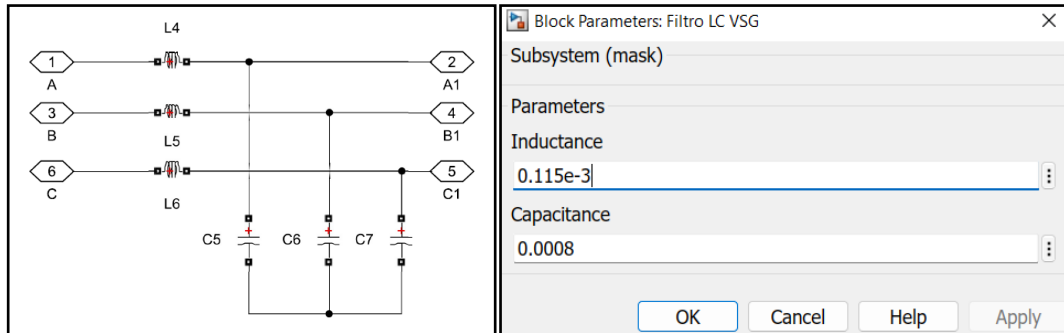 L4
1
2
A
A1
3
4
B
L5
B1
6
5
C
C1
L6
C5
C6
C7
Block Parameters: Filtro LC VSG
Subsystem (mask)
Parameters
Inductance
0.115e-3
Capacitance
0.0008
OK
Cancel
Help
Apply